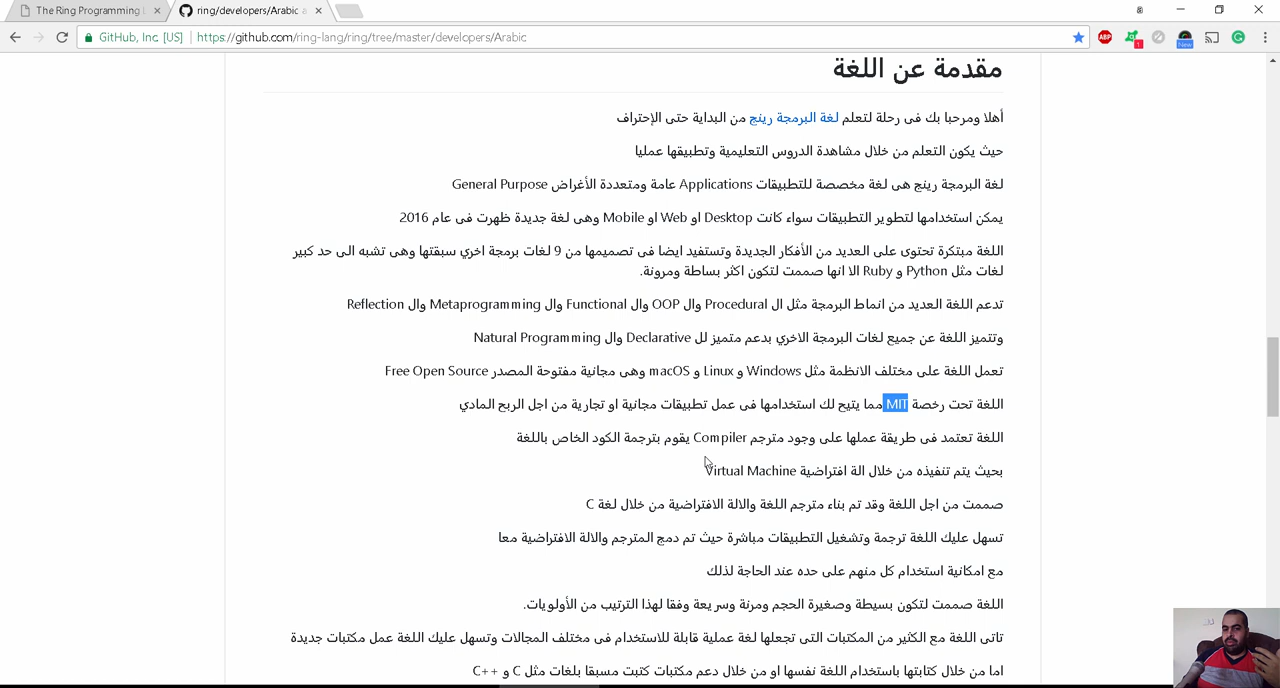 The Ring Programming L
ring/developers/Arabic a
GitHub, Inc. [US]
https://github.com/ring-lang/ring/tree/master/developers/Arabic
ABP
1
New
مقدمة عن اللغة
أهلا ومرحبا بك فى رحلة لتعلم لغة البرمجة رينج من البداية حتى الإحتراف
حيث يكون التعلم من خلال مشاهدة الدروس التعليمية وتطبيقها عمليا
لغة البرمجة رينج هى لغة مخصصة للتطبيقات Applications عامة ومتعددة الأغراض General Purpose
يمكن استخدامها لتطوير التطبيقات سواء كانت Desktop او Web او Mobile وهى لغة جديدة ظهرت فى عام 2016
اللغة مبتكرة تحتوى على العديد من الأفكار الجديدة وتستفيد ايضا فى تصميمها من 9 لغات برمجة اخري سبقتها وهى تشبه الى حد كبير
لغات مثل Python و Ruby الا انها صممت لتكون اكثر بساطة ومرونة.
تدعم اللغة العديد من انماط البرمجة مثل ال Procedural وال OOP وال Functional وال Metaprogramming وال Reflection
وتتميز اللغة عن جميع لغات البرمجة الاخري بدعم متميز لل Declarative وال Natural Programming
تعمل اللغة على مختلف الانظمة مثل Windows و Linux و macOS وهى مجانية مفتوحة المصدر Free Open Source
اللغة تحت رخصة MIT مما يتيح لك استخدامها فى عمل تطبيقات مجانية او تجارية من اجل الربح المادي
اللغة تعتمد فى طريقة عملها على وجود مترجم Compiler يقوم بترجمة الكود الخاص باللغة
بحيث يتم تنفيذه من خلال الة افتراضية Virtual Machine
صممت من اجل اللغة وقد تم بناء مترجم اللغة والالة الافتراضية من خلال لغة C
تسهل عليك اللغة ترجمة وتشغيل التطبيقات مباشرة حيث تم دمج المترجم والالة الافتراضية معا
مع امكانية استخدام كل منهم على حده عند الحاجة لذلك
اللغة صممت لتكون بسيطة وصغيرة الحجم ومرنة وسريعة وفقا لهذا الترتيب من الأولويات.
تاتى اللغة مع الكثير من المكتبات التى تجعلها لغة عملية قابلة للاستخدام فى مختلف المجالات وتسهل عليك اللغة عمل مكتبات جديدة
اما من خلال كتابتها باستخدام اللغة نفسها او من خلال دعم مكتبات كتبت مسبقا بلغات مثل C و C++